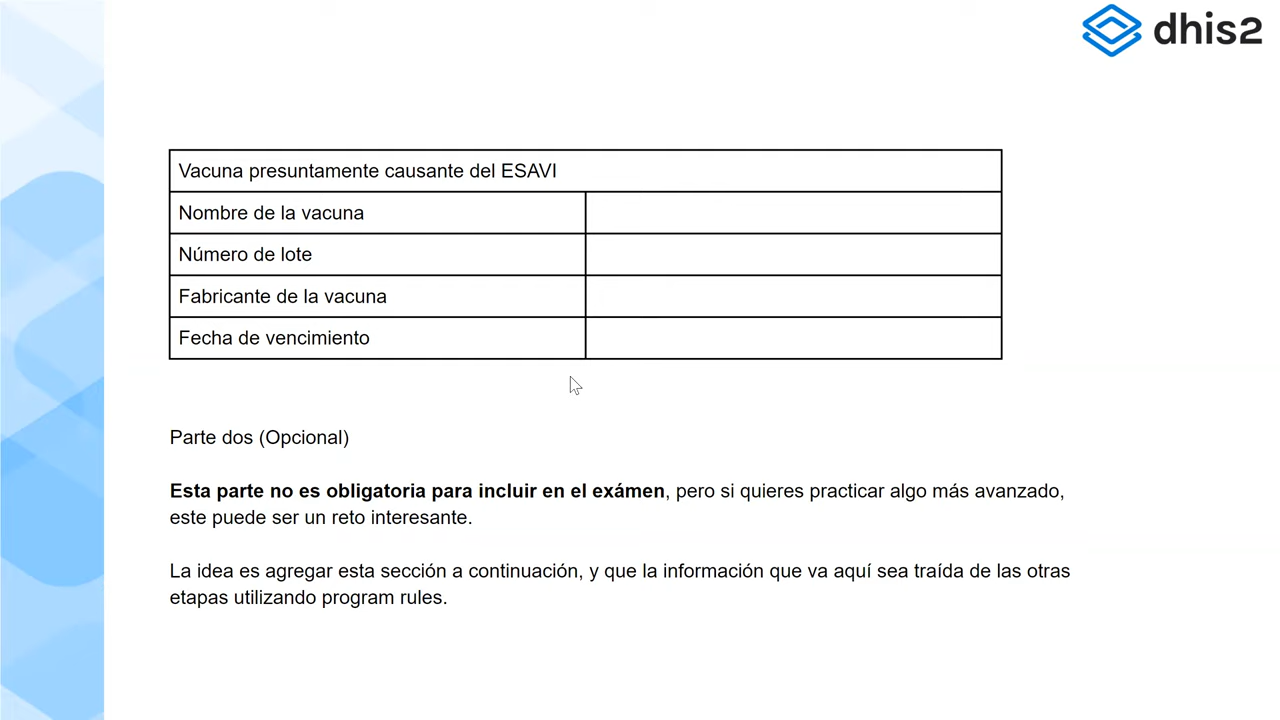 dhis2
Vacuna presuntamente causante del ESAVI
Nombre de la vacuna
Número de lote
Fabricante de la vacuna
Fecha de vencimiento
Parte dos (Opcional)
Esta parte no es obligatoria para incluir en el exámen, pero si quieres practicar algo más avanzado,
este puede ser un reto interesante.
La idea es agregar esta sección a continuación, y que la información que va aquí sea traída de las otras
etapas utilizando program rules.